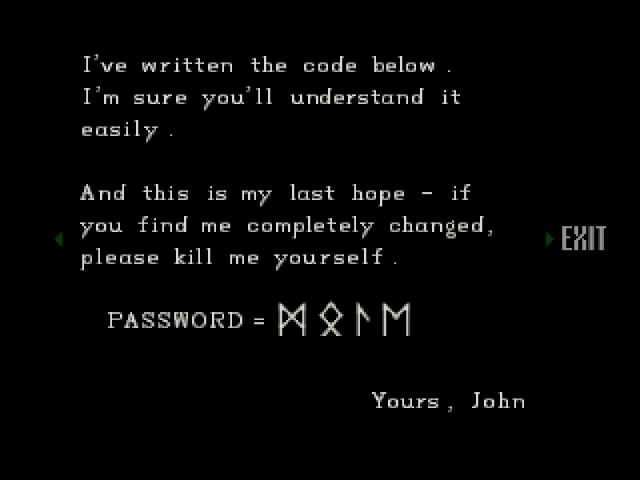 I've written the code below.
I'm sure you'll understand it
easily.
And this is my last hope - if
you find me completely changed,
please kill me yourself.
EXIT
PASSWORD = ᛗᛟᛚᛖ
Yours, John